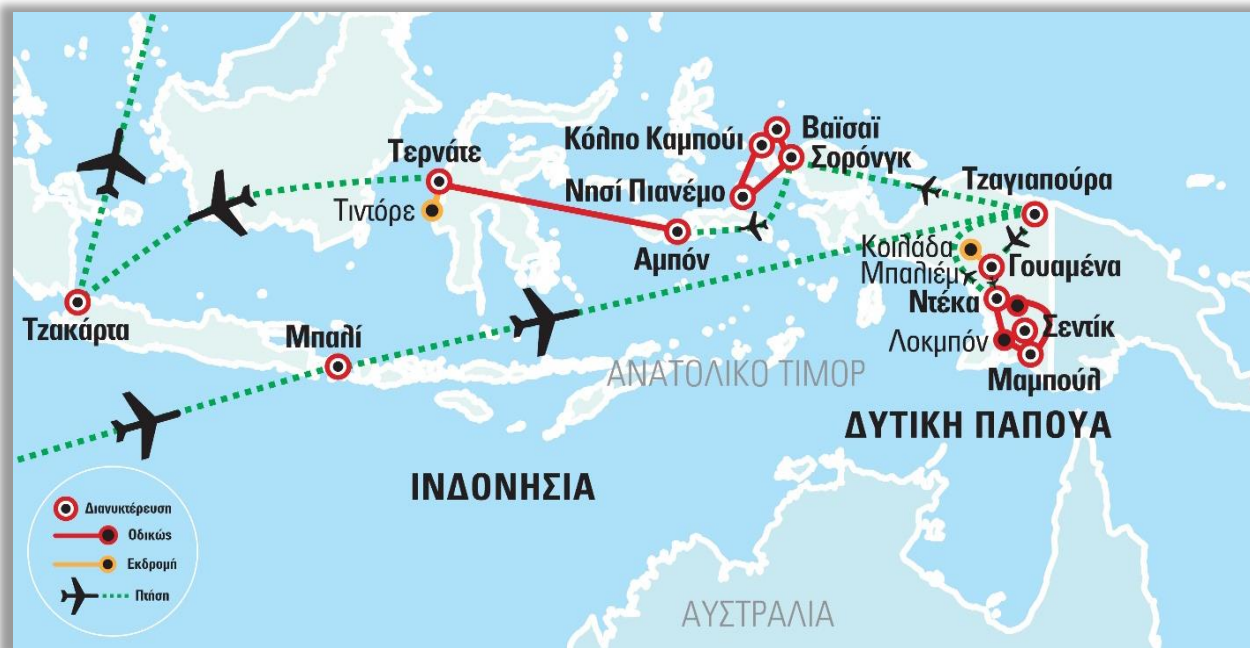 Βαϊσαϊ
Κόλπο Καμπούι
Σορόνγκ
Τερνάτε
Τζαγιαπούρα
Νησί Πιανέμο
Τιντόρε
Αμπόν
Κοιλάδα
Μπαλιέμ
Γουαμένα
Ντέκα
Τζακάρτα
Μπαλί
Σεντίκ
Λοκμπόν
ΑΝΑΤΟΛΙΚΟ ΤΙΜΟΡ
Μαμπούλ
ΔΥΤΙΚΗ ΠΑΠΟΥΑ
ΙΝΔΟΝΗΣΙΑ
Διανυκτέρευση
Οδικώς
Εκδρομή
Πτήση
ΑΥΣΤΡΑΛΙΑ